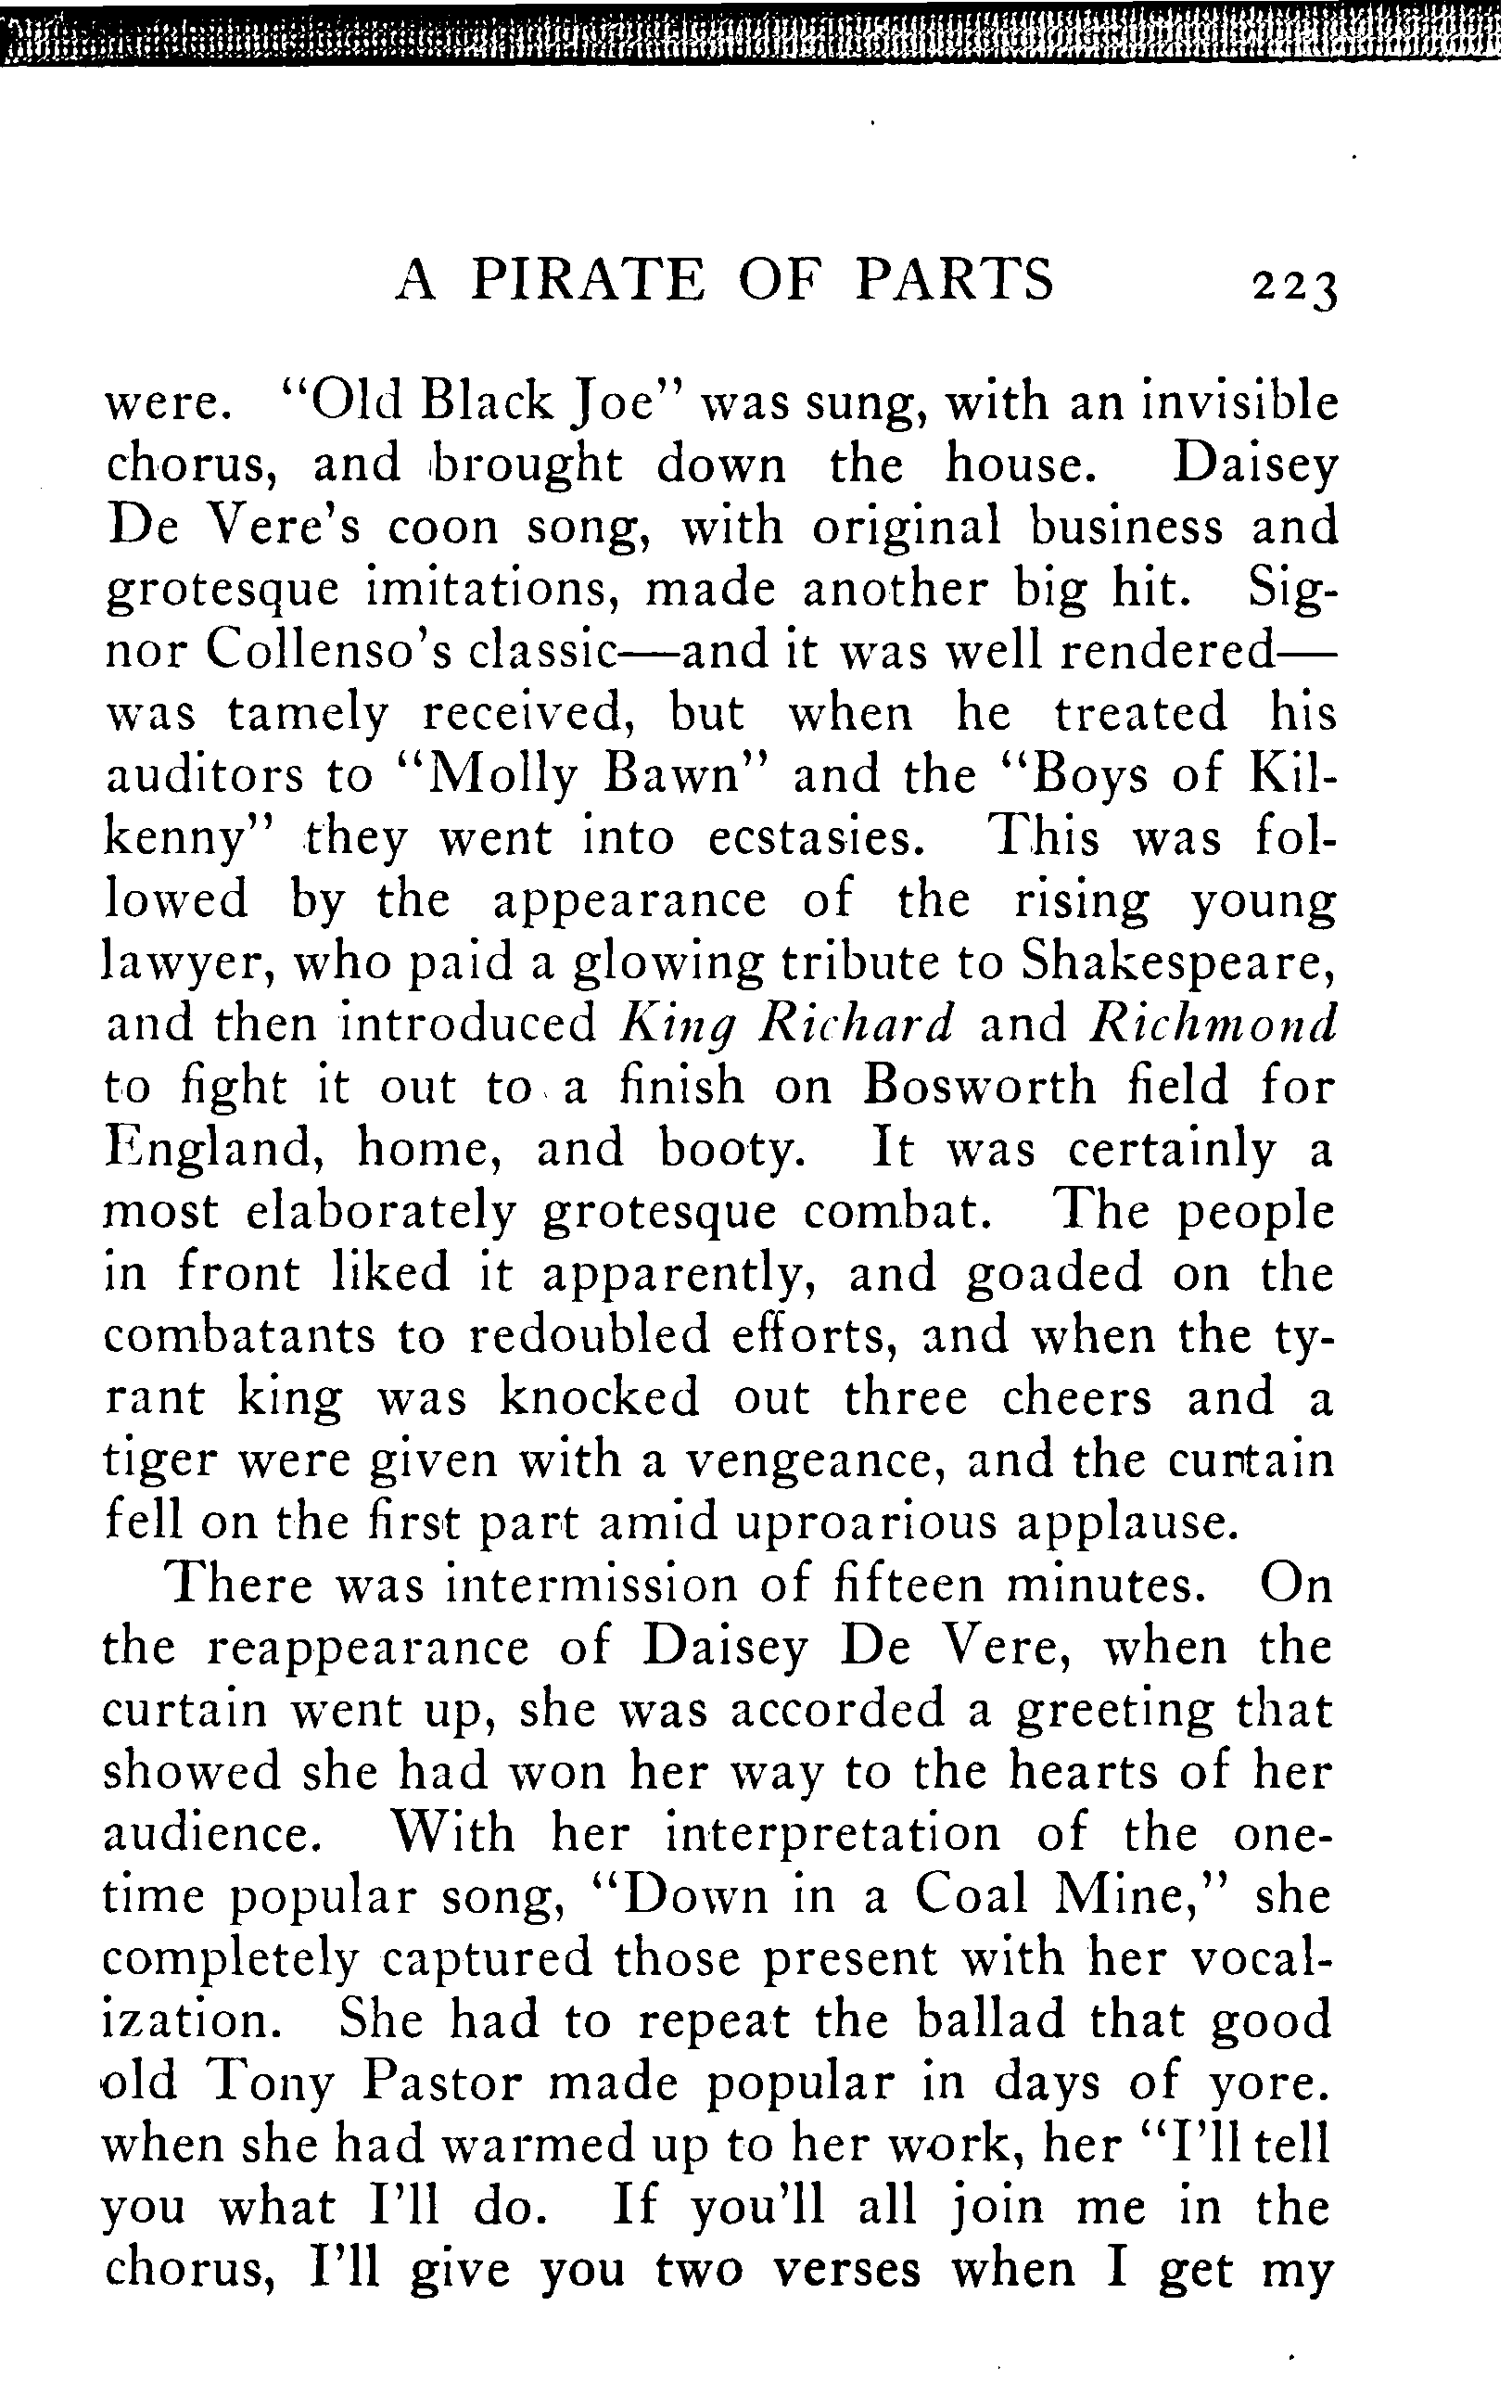 A PIRATE OF PARTS 223
were. "Old Black Joe" was sung, with an invisible
chorus, and brought down the house. Daisey
De Vere's coon song, with original business and
grotesque imitations, made another big hit. Sig-
nor Collenso's classic—and it was well rendered—
was tamely received, but when he treated his
auditors to "Molly Bawn" and the "Boys of Kil-
kenny" they went into ecstasies. This was fol-
lowed by the appearance of the rising young
lawyer, who paid a glowing tribute to Shakespeare,
and then introduced King Richard and Richmond
to fight it out to a finish on Bosworth field for
England, home, and booty. It was certainly a
most elaborately grotesque combat. The people
in front liked it apparently, and goaded on the
combatants to redoubled efforts, and when the ty-
rant king was knocked out three cheers and a
tiger were given with a vengeance, and the curtain
fell on the first part amid uproarious applause.
There was intermission of fifteen minutes. On
the reappearance of Daisey De Vere, when the
curtain went up, she was accorded a greeting that
showed she had won her way to the hearts of her
audience. With her interpretation of the one-
time popular song, "Down in a Coal Mine," she
completely captured those present with her vocal-
ization. She had to repeat the ballad that good
old Tony Pastor made popular in days of yore.
when she had warmed up to her work, her "I'll tell
you what I'll do. If you'll all join me in the
chorus, I'll give you two verses when I get my